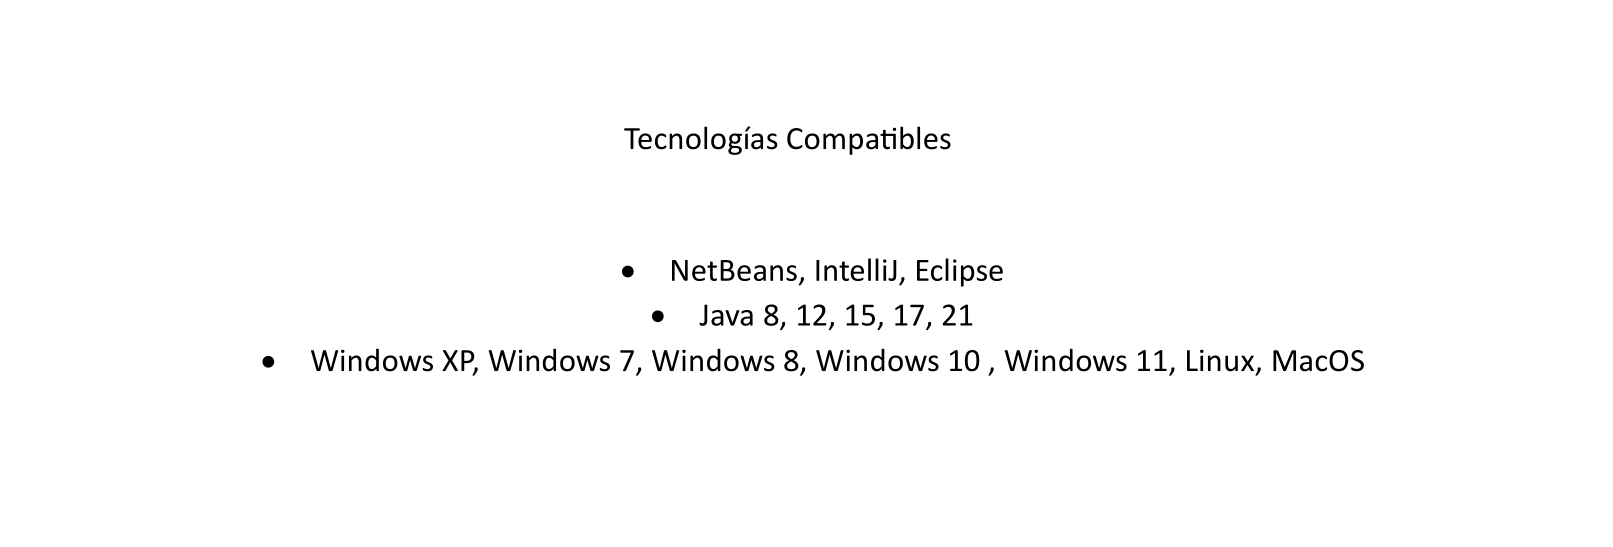 Tecnologías Compatibles
• NetBeans, IntelliJ, Eclipse
• Java 8, 12, 15, 17, 21
• Windows XP, Windows 7, Windows 8, Windows 10 , Windows 11, Linux, MacOS